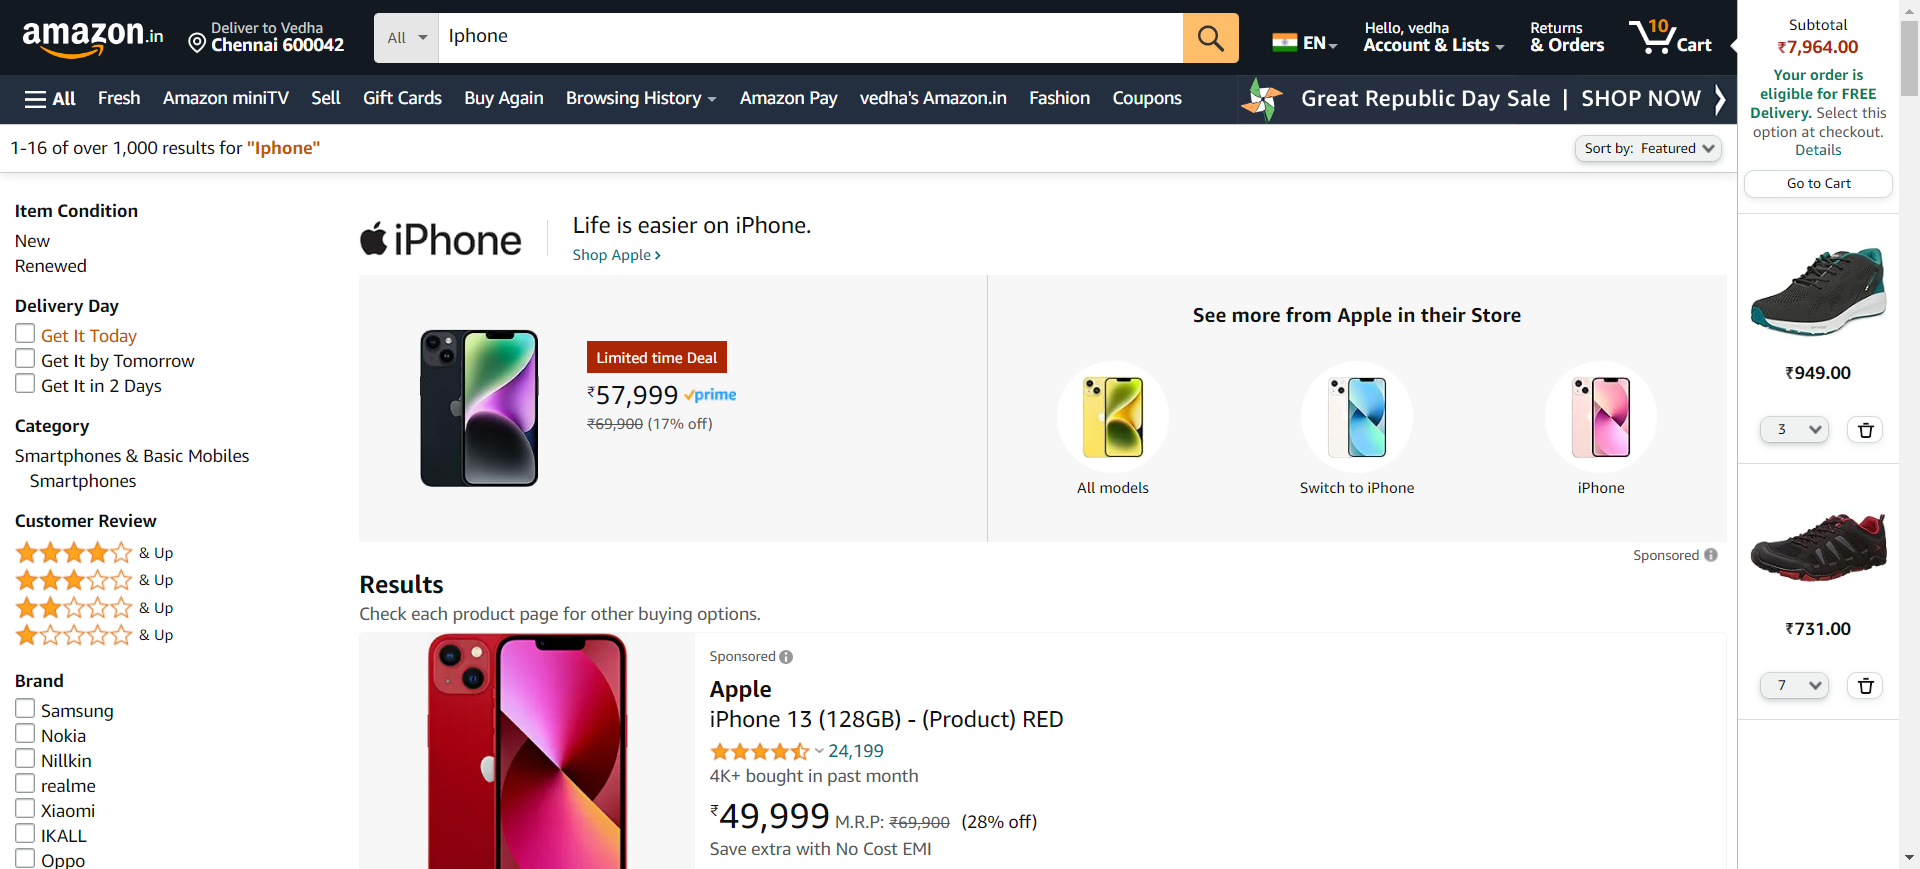 amazon.in
Deliver to Vedha
Chennai 600042
All
Iphone
EN
Hello, vedha
Account & Lists
Returns
& Orders
10
Cart
All
Fresh
Amazon miniTV
Sell
Gift Cards
Buy Again
Browsing History
Amazon Pay
vedha's Amazon.in
Fashion
Coupons
Great Republic Day Sale | SHOP NOW
1-16 of over 1,000 results for "Iphone"
Sort by: Featured
Item Condition
New
Renewed
Delivery Day
Get It Today
Get It by Tomorrow
Get It in 2 Days
Category
Smartphones & Basic Mobiles
Smartphones
Customer Review
& Up
& Up
& Up
& Up
Brand
Samsung
Nokia
Nillkin
realme
Xiaomi
IKALL
Oppo
iPhone
Life is easier on iPhone.
Shop Apple ›
Limited time Deal
₹57,999 prime
₹69,900 (17% off)
See more from Apple in their Store
All models
Switch to iPhone
iPhone
Sponsored
Results
Check each product page for other buying options.
Sponsored
Apple
iPhone 13 (128GB) - (Product) RED
24,199
4K+ bought in past month
₹49,999 M.R.P: ₹69,900 (28% off)
Save extra with No Cost EMI
Subtotal
₹7,964.00
Your order is
eligible for FREE
Delivery. Select this
option at checkout.
Details
Go to Cart
₹949.00
3
₹731.00
7